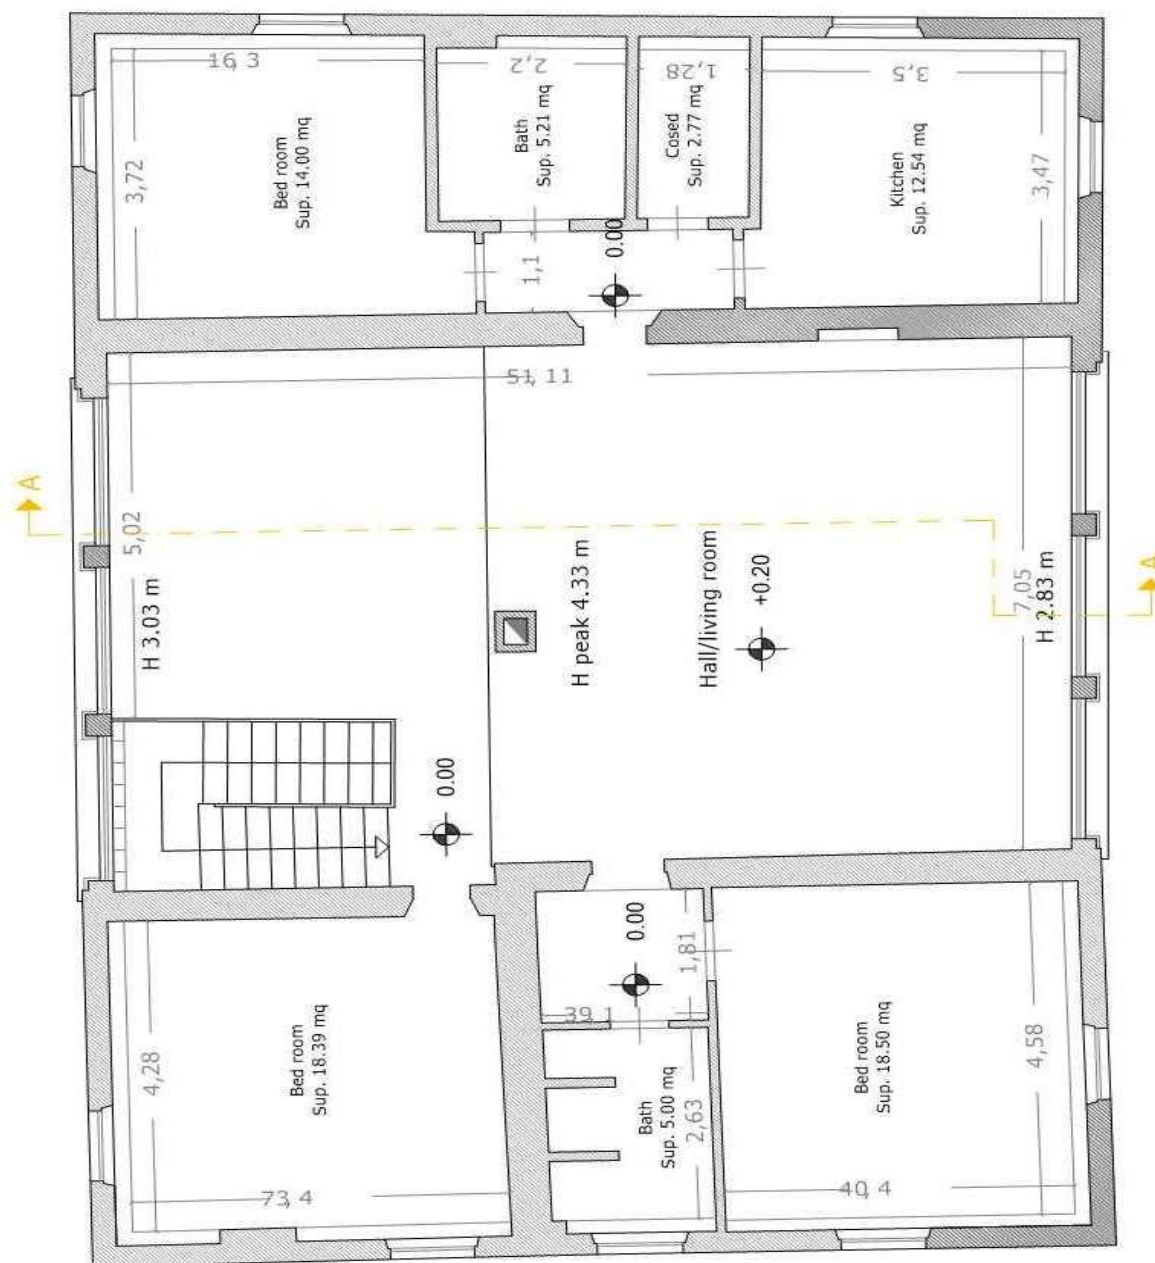 16, 3
2,2
1,28
3,5
Bed room
Sup. 14.00 mq
3,72
Bath
Sup. 5.21 mq
Cosed
Sup. 2.77 mq
Kitchen
Sup. 12.54 mq
3,47
1,1
0.00
51, 11
A
5,02
H 3.03 m
H peak 4.33 m
Hall/living room
+0.20
7,05
H 2.83 m
A
0.00
0.00
1,81
39, 1
Bed room
Sup. 18.39 mq
4,28
73, 4
Bath
Sup. 5.00 mq
2,63
Bed room
Sup. 18.50 mq
4,58
40, 4